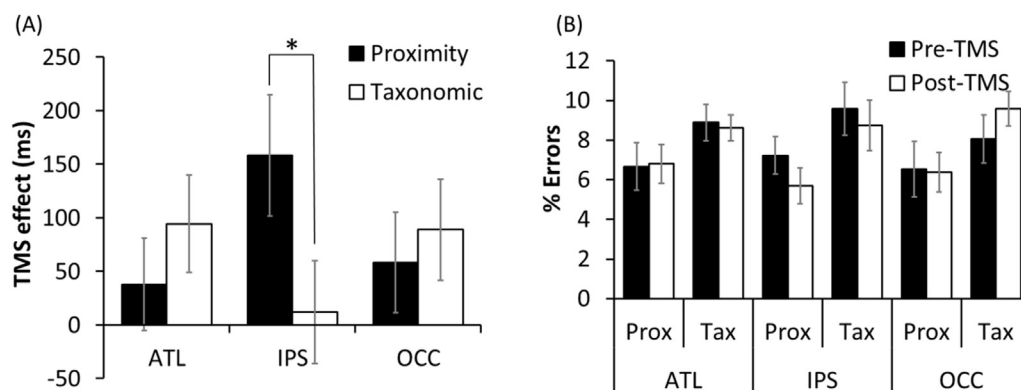 (A)
TMS effect (ms)
250
200
150
100
50
0
-50
*
Proximity
Taxonomic
ATL IPS OCC
(B)
% Errors
12
10
8
6
4
2
0
Pre-TMS
Post-TMS
Prox Tax Prox Tax Prox Tax
ATL IPS OCC